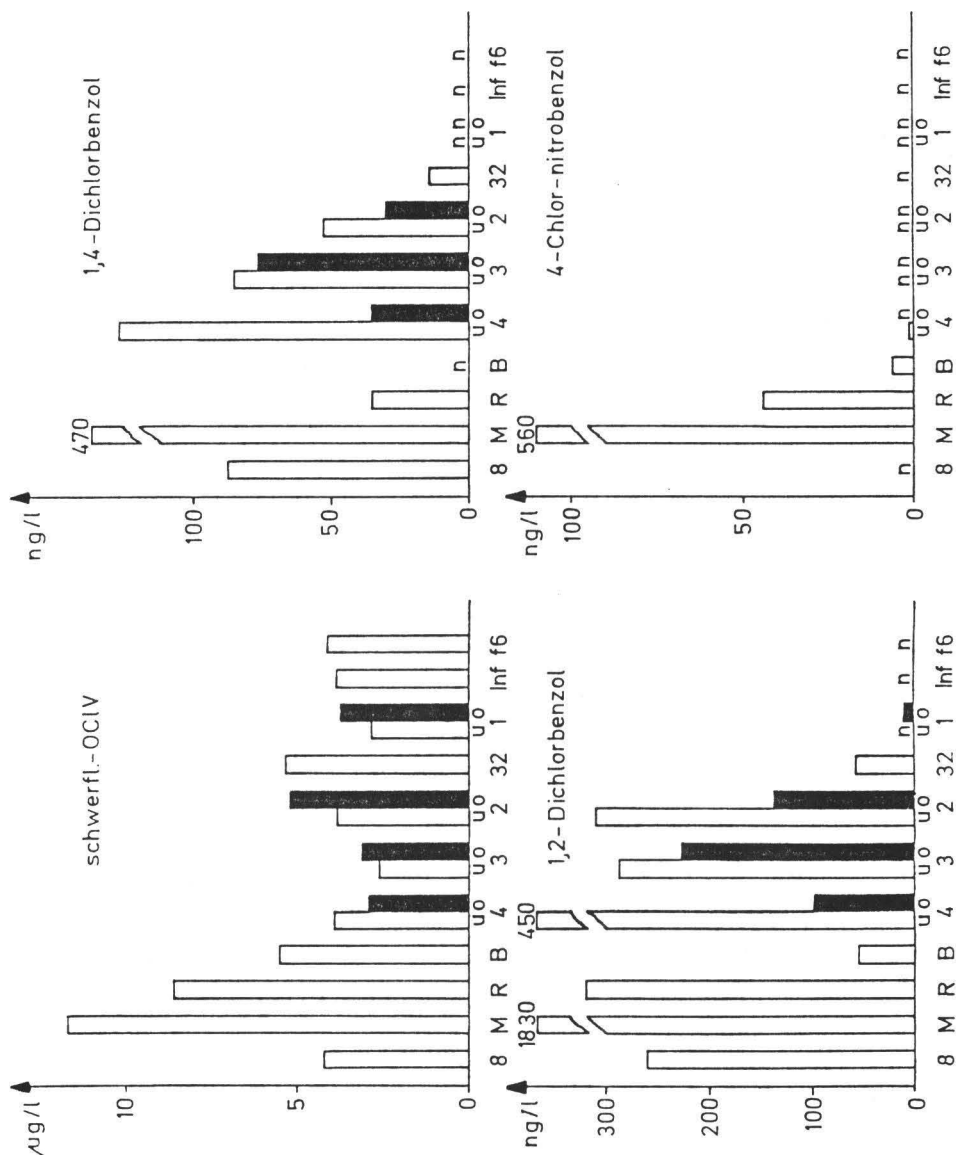 µg/l
schwerfl.-OClV
10
5
0
u o u o u o u o
8 M R B 4 3 2 32 1 Inf f6
ng/l
470
1,4-Dichlorbenzol
100
50
0
n n n n n
u o u o u o u o
8 M R B 4 3 2 32 1 Inf f6
ng/l
1830
450
1,2-Dichlorbenzol
300
200
100
0
n n n
u o u o u o u o
8 M R B 4 3 2 32 1 Inf f6
ng/l
560
4-Chlor-nitrobenzol
100
50
0
n n n n n n n n n n n
u o u o u o u o
8 M R B 4 3 2 32 1 Inf f6